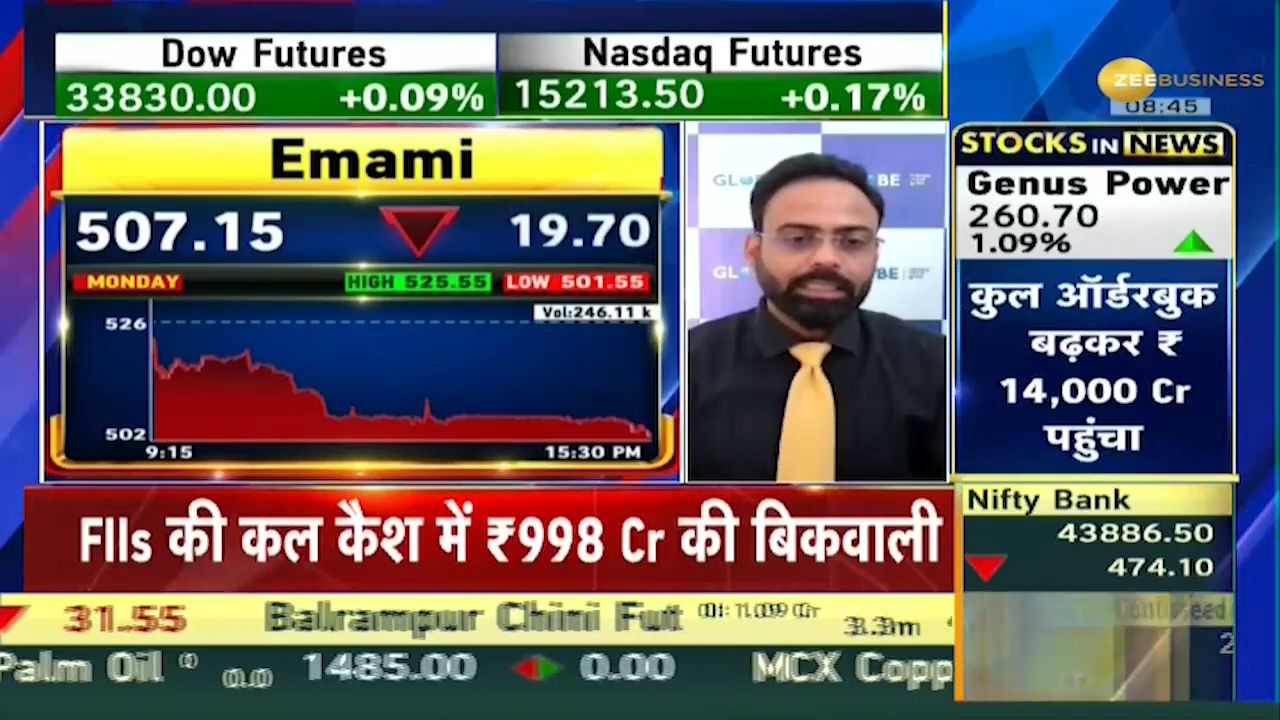 Dow Futures
33830.00 +0.09%
Nasdaq Futures
15213.50 +0.17%
ZEEBUSINESS
08:45
Emami
507.15 19.70
MONDAY HIGH 525.55 LOW 501.55
Vol:246.11 k
526
502
9:15 15:30 PM
STOCKS IN NEWS
Genus Power
260.70
1.09%
कुल ऑर्डरबुक
बढ़कर ₹
14,000 Cr
पहुंचा
FIIs की कल कैश में ₹998 Cr की बिकवाली
Nifty Bank
43886.50
474.10
31.55 Balrampur Chini Fut
Palm Oil 0.0 1485.00 0.00 MCX Copp